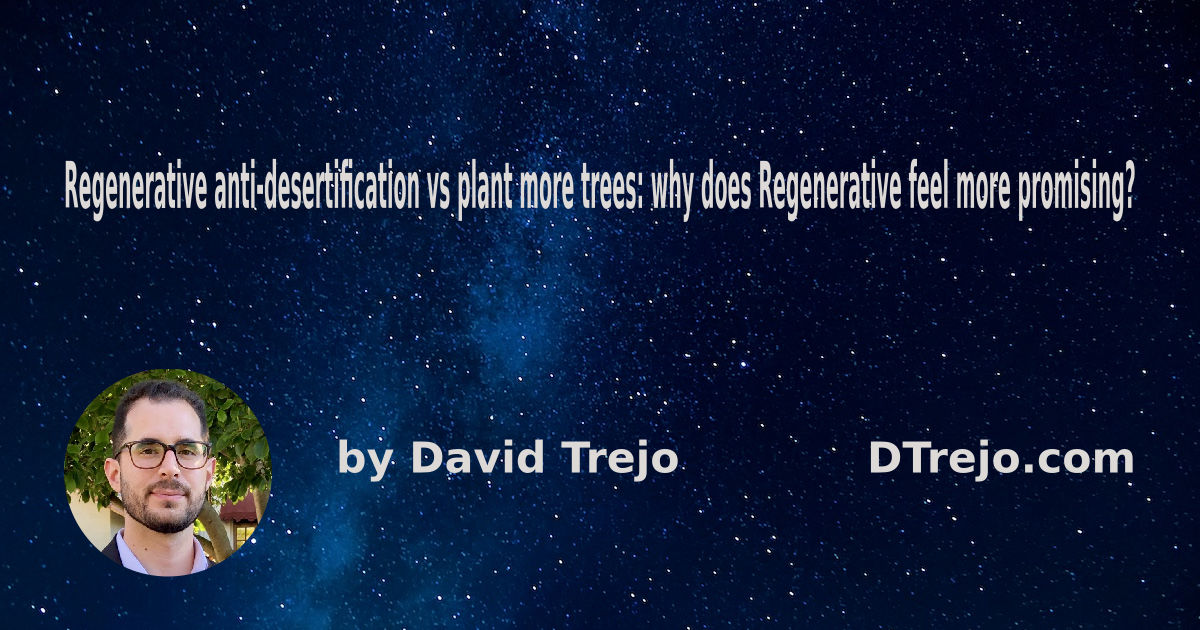 Regenerative anti-desertification vs plant more trees: why does Regenerative feel more promising?
by David Trejo
DTrejo.com